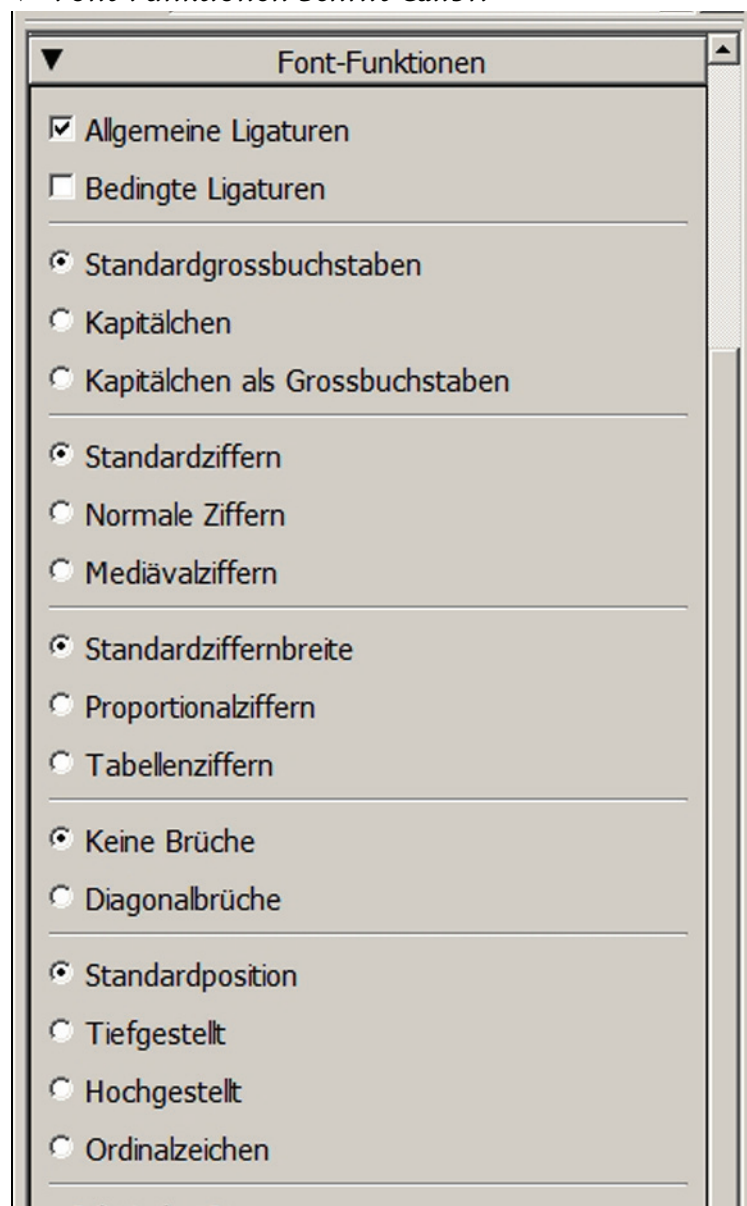 Font-Funktionen
Allgemeine Ligaturen
Bedingte Ligaturen
Standardgrossbuchstaben
Kapitälchen
Kapitälchen als Grossbuchstaben
Standardziffern
Normale Ziffern
Mediävalziffern
Standardziffernbreite
Proportionalziffern
Tabellenziffern
Keine Brüche
Diagonalbrüche
Standardposition
Tiefgestellt
Hochgestellt
Ordinalzeichen